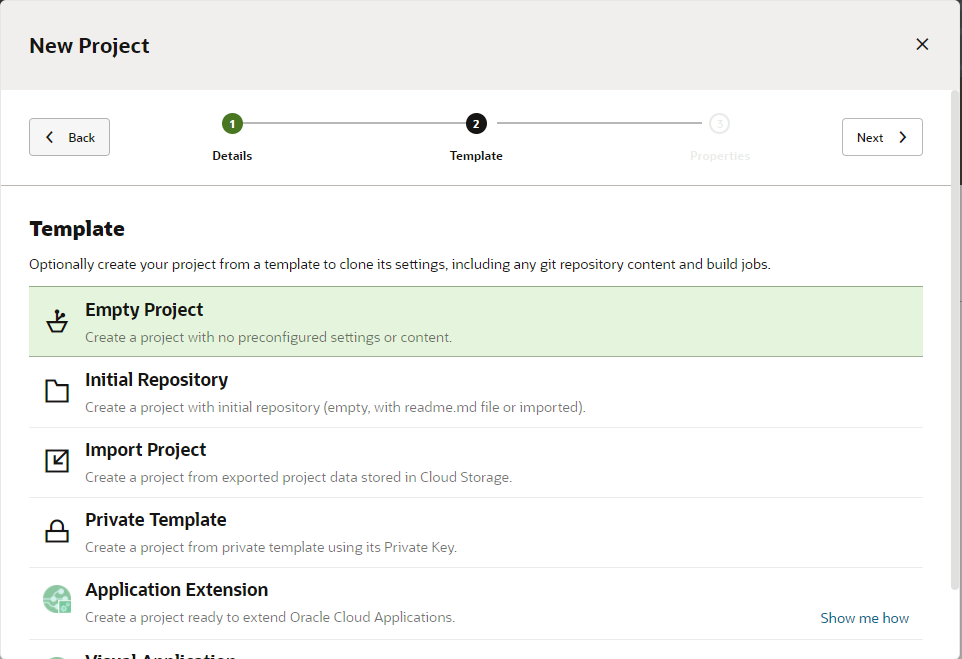 New Project
Back
1
2
3
Next
Details
Template
Properties
Template
Optionally create your project from a template to clone its settings, including any git repository content and build jobs.
Empty Project
Create a project with no preconfigured settings or content.
Initial Repository
Create a project with initial repository (empty, with readme.md file or imported).
Import Project
Create a project from exported project data stored in Cloud Storage.
Private Template
Create a project from private template using its Private Key.
Application Extension
Create a project ready to extend Oracle Cloud Applications.
Show me how
Visual Application